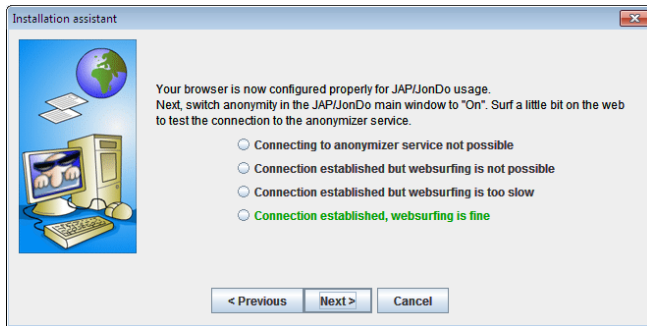 Installation assistant
Your browser is now configured properly for JAP/JonDo usage.
Next, switch anonymity in the JAP/JonDo main window to "On". Surf a little bit on the web
to test the connection to the anonymizer service.
Connecting to anonymizer service not possible
Connection established but websurfing is not possible
Connection established but websurfing is too slow
Connection established, websurfing is fine
< Previous Next > Cancel